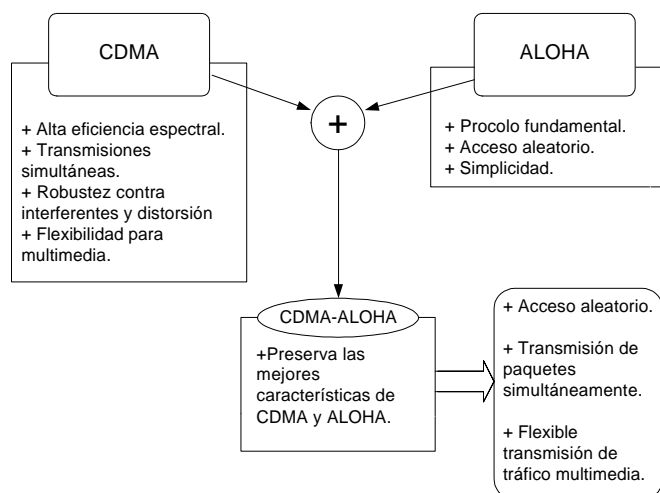 CDMA
+ Alta eficiencia espectral.
+ Transmisiones
simultáneas.
+ Robustez contra
interferentes y distorsión
+ Flexibilidad para
multimedia.
+
ALOHA
+ Procolo fundamental.
+ Acceso aleatorio.
+ Simplicidad.
CDMA-ALOHA
+Preserva las
mejores
características de
CDMA y ALOHA.
+ Acceso aleatorio.
+ Transmisión de
paquetes
simultáneamente.
+ Flexible
transmisión de
tráfico multimedia.